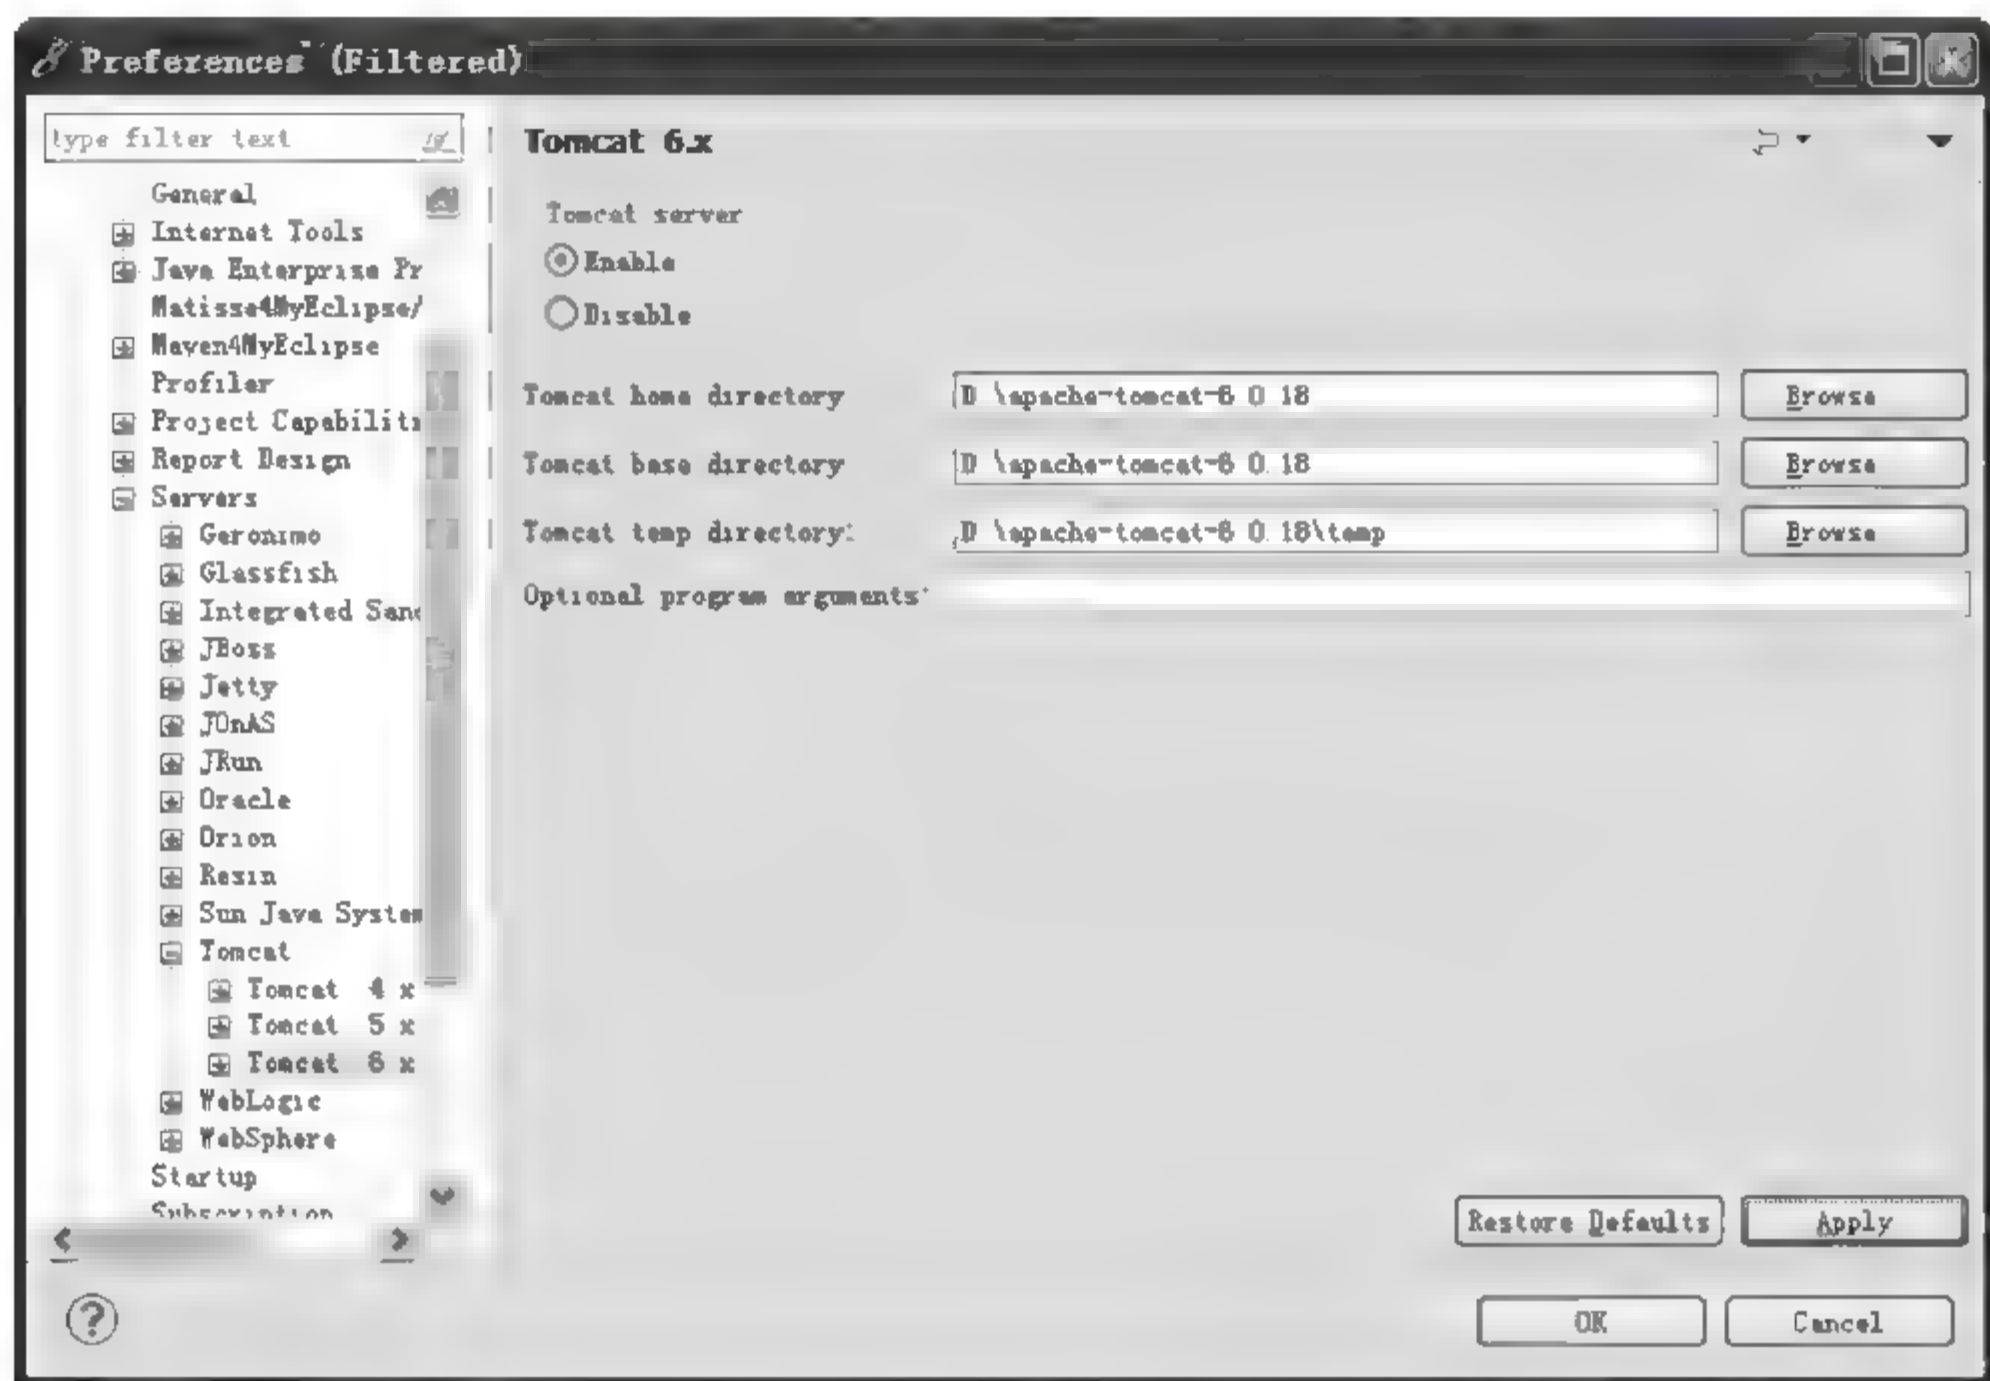 Preferences (Filtered)
type filter text
General
Internet Tools
Java Enterprise Pr
Matisse4MyEclipse/
Maven4MyEclipse
Profiler
Project Capabiliti
Report Design
Servers
Geronimo
Glassfish
Integrated Sand
JBoss
Jetty
JOnAS
JRun
Oracle
Orion
Resin
Sun Java System
Tomcat
Tomcat 4 x
Tomcat 5 x
Tomcat 6 x
WebLogic
WebSphere
Startup
Subscription
Tomcat 6.x
Tomcat server
Enable
Disable
Tomcat home directory D \apache-tomcat-6 0 18 Browse
Tomcat base directory D \apache-tomcat-6 0.18 Browse
Tomcat temp directory: D \apache-tomcat-6 0.18\temp Browse
Optional program arguments:
Restore Defaults Apply
OK Cancel